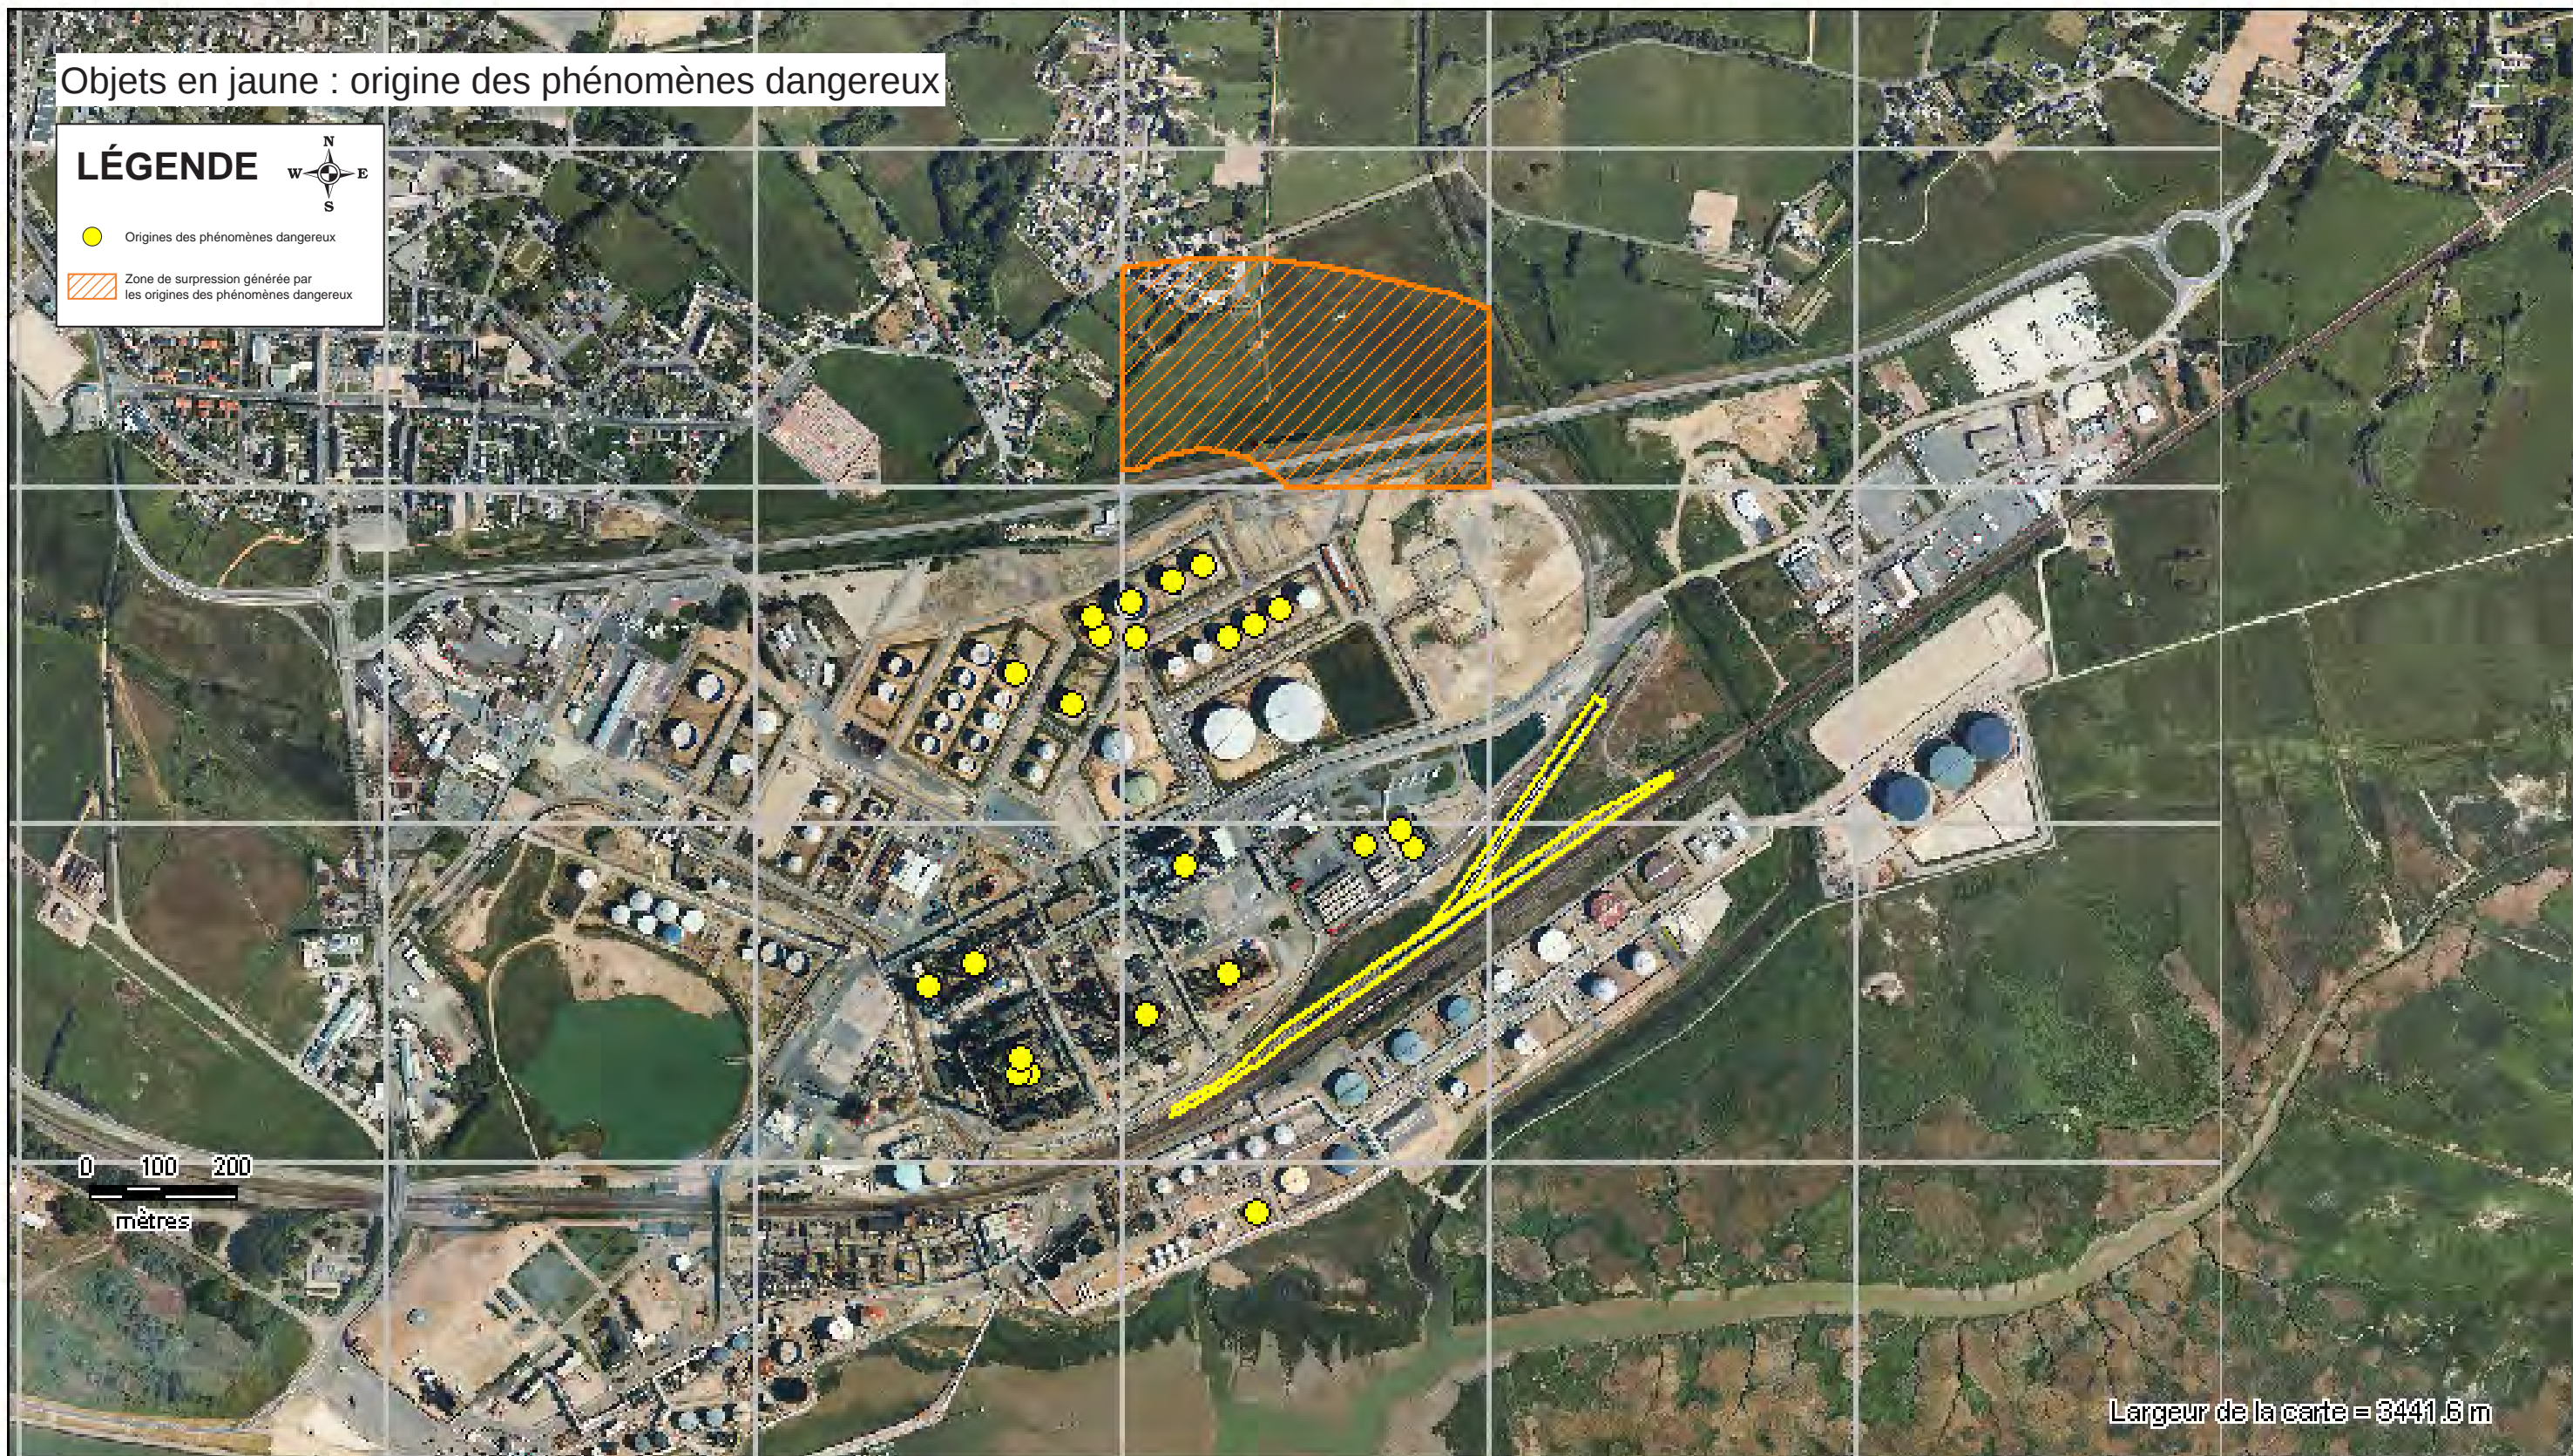 Objets en jaune : origine des phénomènes dangereux
LÉGENDE
N
W E
S
Origines des phénomènes dangereux
Zone de surpression générée par
les origines des phénomènes dangereux
0 100 200
mètres
Largeur de la carte = 3441.6 m